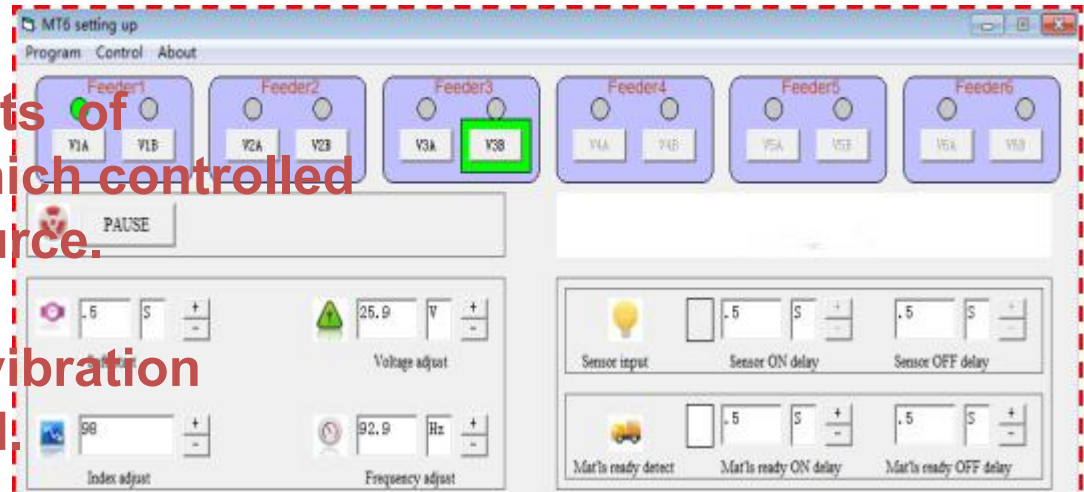 MT6 setting up
Program Control About
Feeder1 Feeder2 Feeder3 Feeder4 Feeder5 Feeder6
V1A V1B V2A V2B V3A V3B V4A V4B V5A V5B V6A V6B
ts of
hich controlled
urce.
PAUSE
.5 S + - 25.9 V + - .5 S + - .5 S + -
Voltage adjust Sensor input Sensor ON delay Sensor OFF delay
vibration
98 + - 92.9 Hz + - .5 S + - .5 S + -
Index adjust Frequency adjust Mat'ls ready detect Mat'ls ready ON delay Mat'ls ready OFF delay